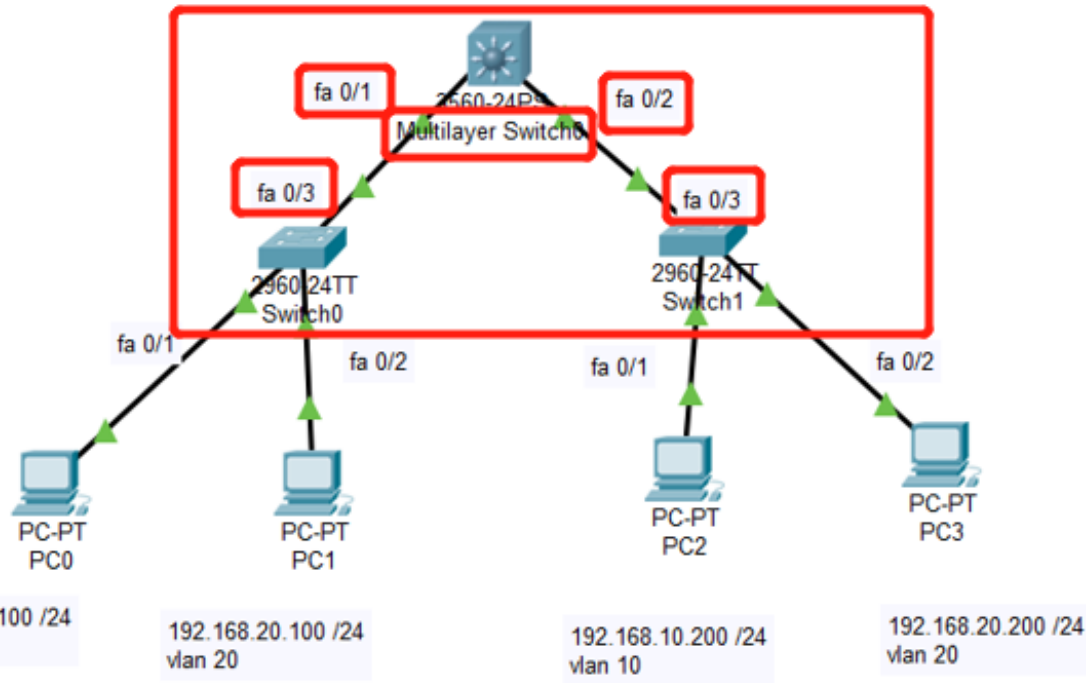 fa 0/1
fa 0/2
3560-24PS
Multilayer Switch0
fa 0/3
fa 0/3
2960-24TT
Switch0
2960-24TT
Switch1
fa 0/1
fa 0/2
fa 0/1
fa 0/2
PC-PT
PC0
PC-PT
PC1
PC-PT
PC2
PC-PT
PC3
100 /24
192.168.20.100 /24
vlan 20
192.168.10.200 /24
vlan 10
192.168.20.200 /24
vlan 20